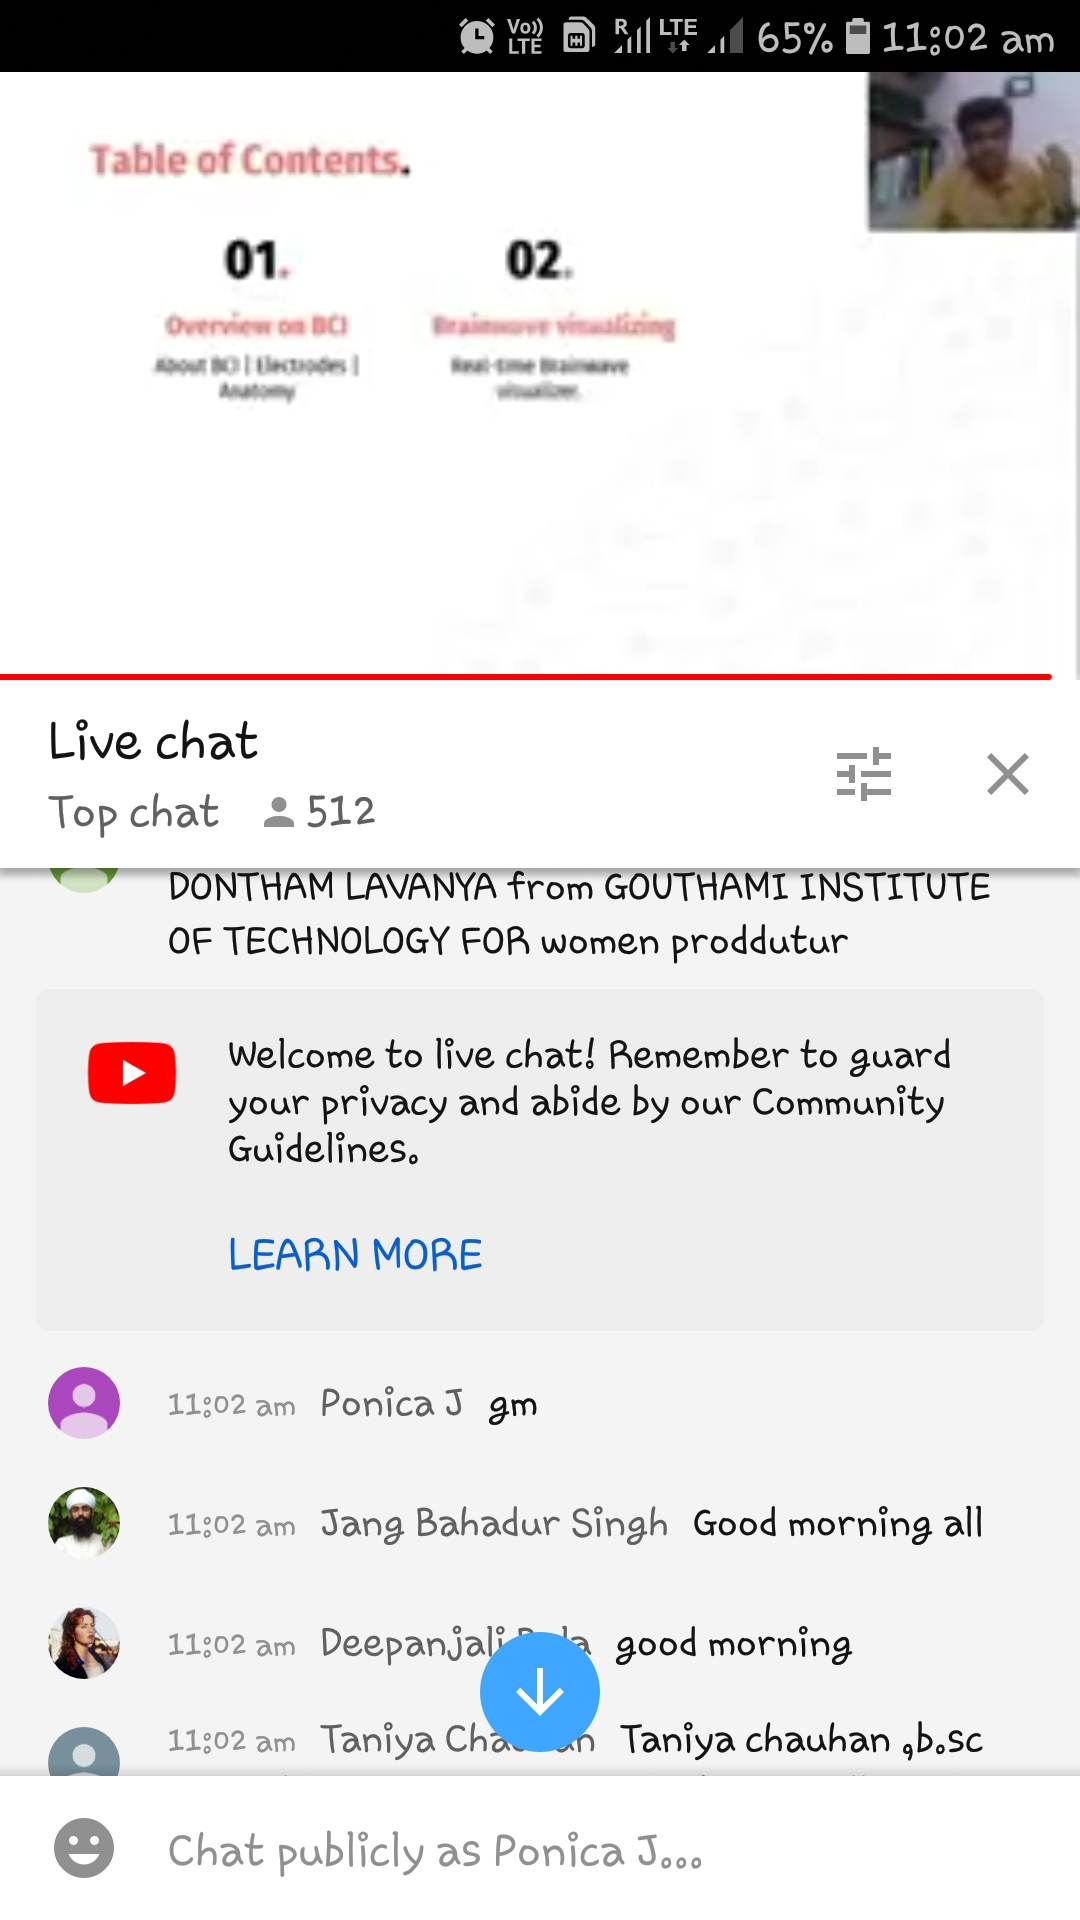 Vo)) LTE R LTE 65% 11:02 am
Table of Contents.
01. 02.
Overview on BCI Brainwave visualizing
About BCI | Electrodes | Real-time Brainwave
Anatomy visualizer.
Live chat
Top chat 512
DONTHAM LAVANYA from GOUTHAMI INSTITUTE
OF TECHNOLOGY FOR women proddutur
Welcome to live chat! Remember to guard
your privacy and abide by our Community
Guidelines.
LEARN MORE
11:02 am Ponica J gm
11:02 am Jang Bahadur Singh Good morning all
11:02 am Deepanjali good morning
11:02 am Taniya Taniya chauhan ,b.sc
Chat publicly as Ponica J...